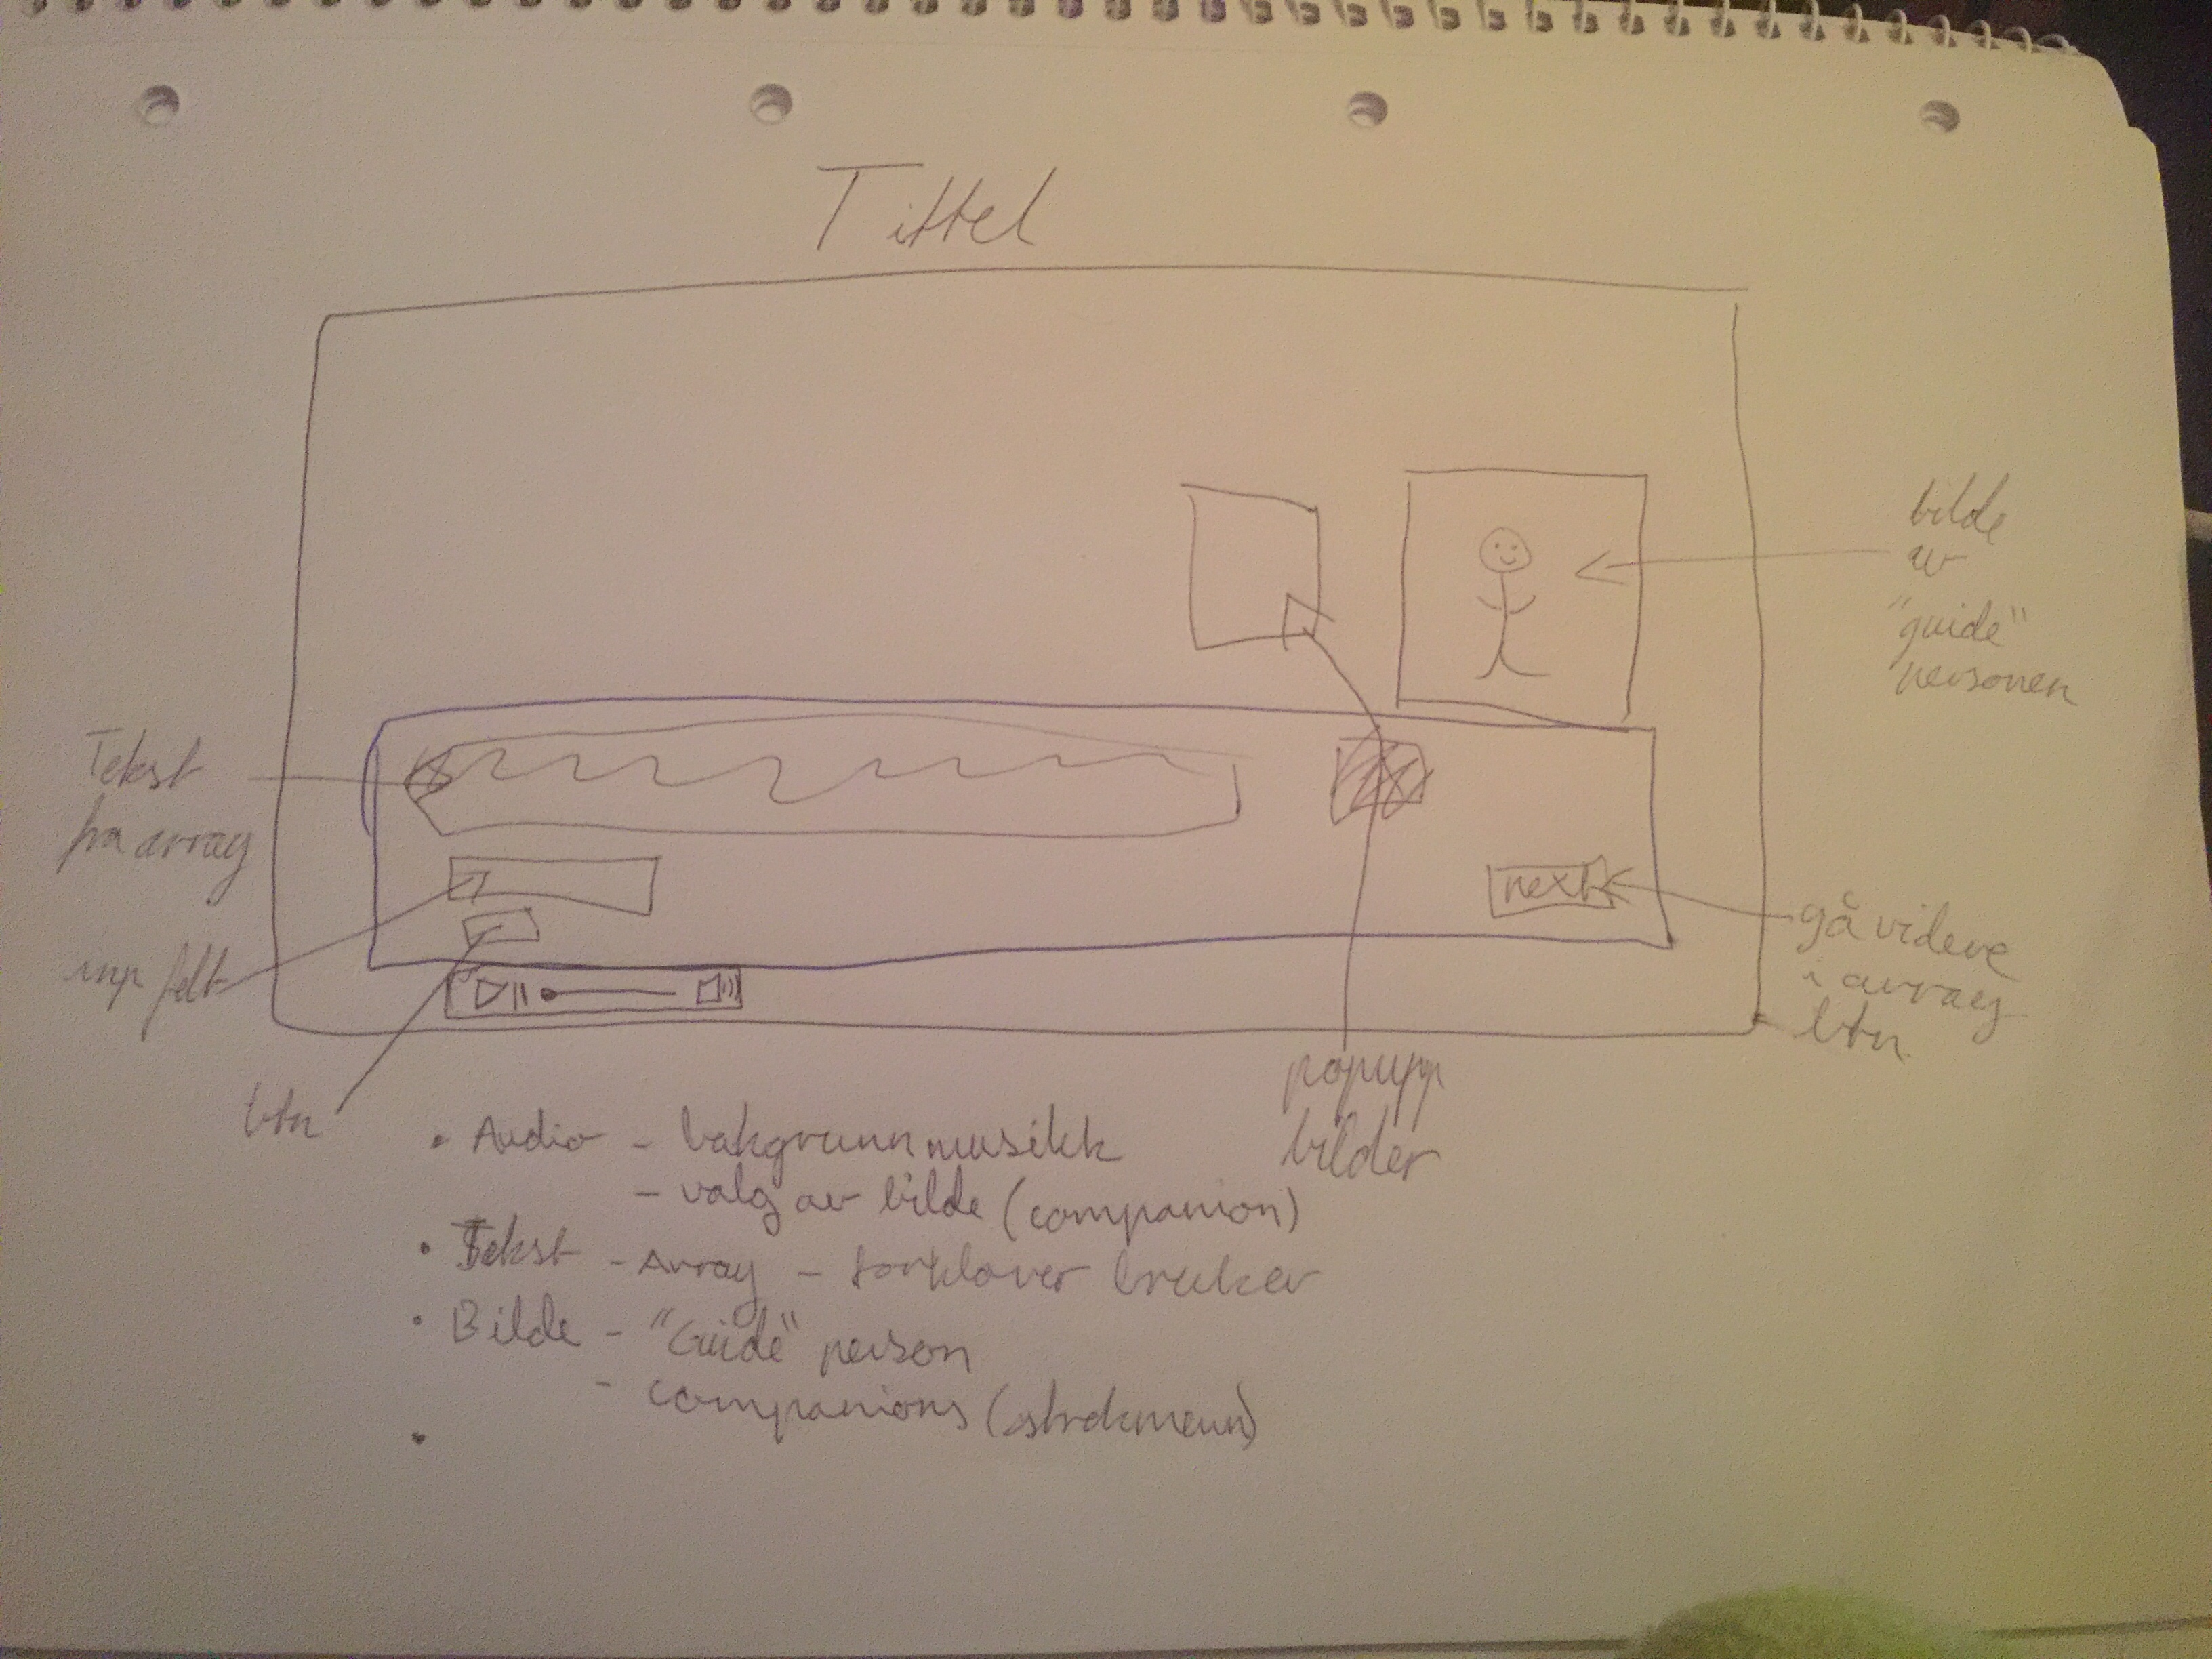 Tittel
bilde
av
"guide"
personen
Tekst
fra array
next
gå videre
i array
btn
inp felt
btn
popupp
bilder
• Audio - bakgrunnmusikk
- valg av bilde (companion)
• Tekst - Array - forklarer bruker
• Bilde - "Guide" person
- companions (strekmenn)
•